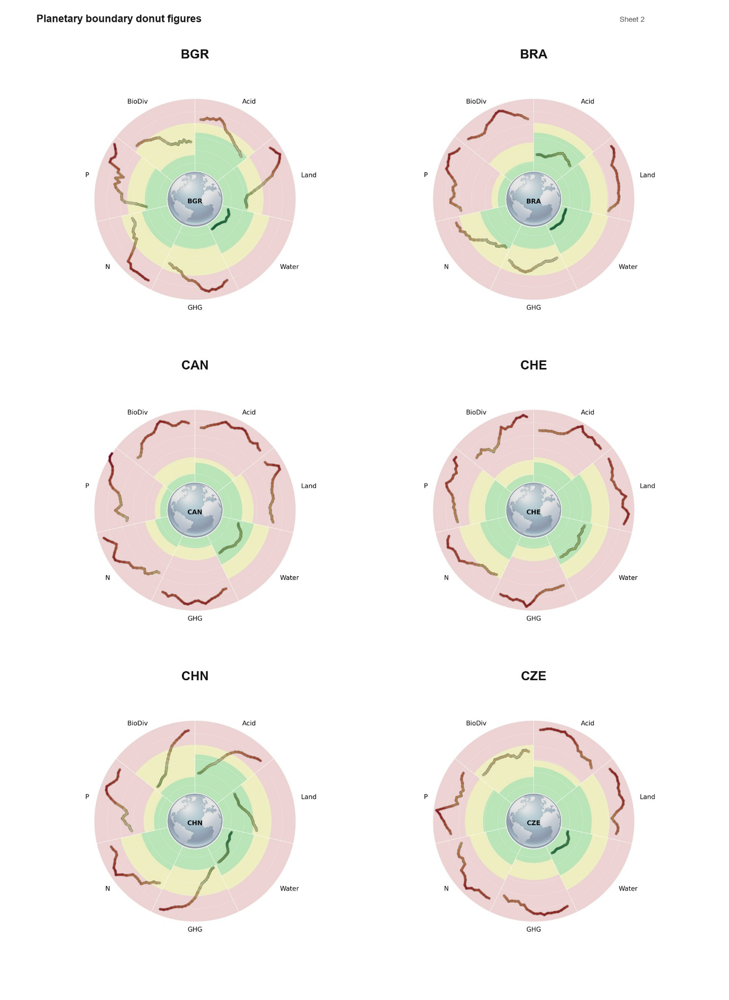 Planetary boundary donut figures
Sheet 2
BGR
BRA
BioDiv
Acid
P
Land
BGR
N
Water
GHG
BioDiv
Acid
P
Land
BRA
N
Water
GHG
CAN
CHE
BioDiv
Acid
P
Land
CAN
N
Water
GHG
BioDiv
Acid
P
Land
CHE
N
Water
GHG
CHN
CZE
BioDiv
Acid
P
Land
CHN
N
Water
GHG
BioDiv
Acid
P
Land
CZE
N
Water
GHG